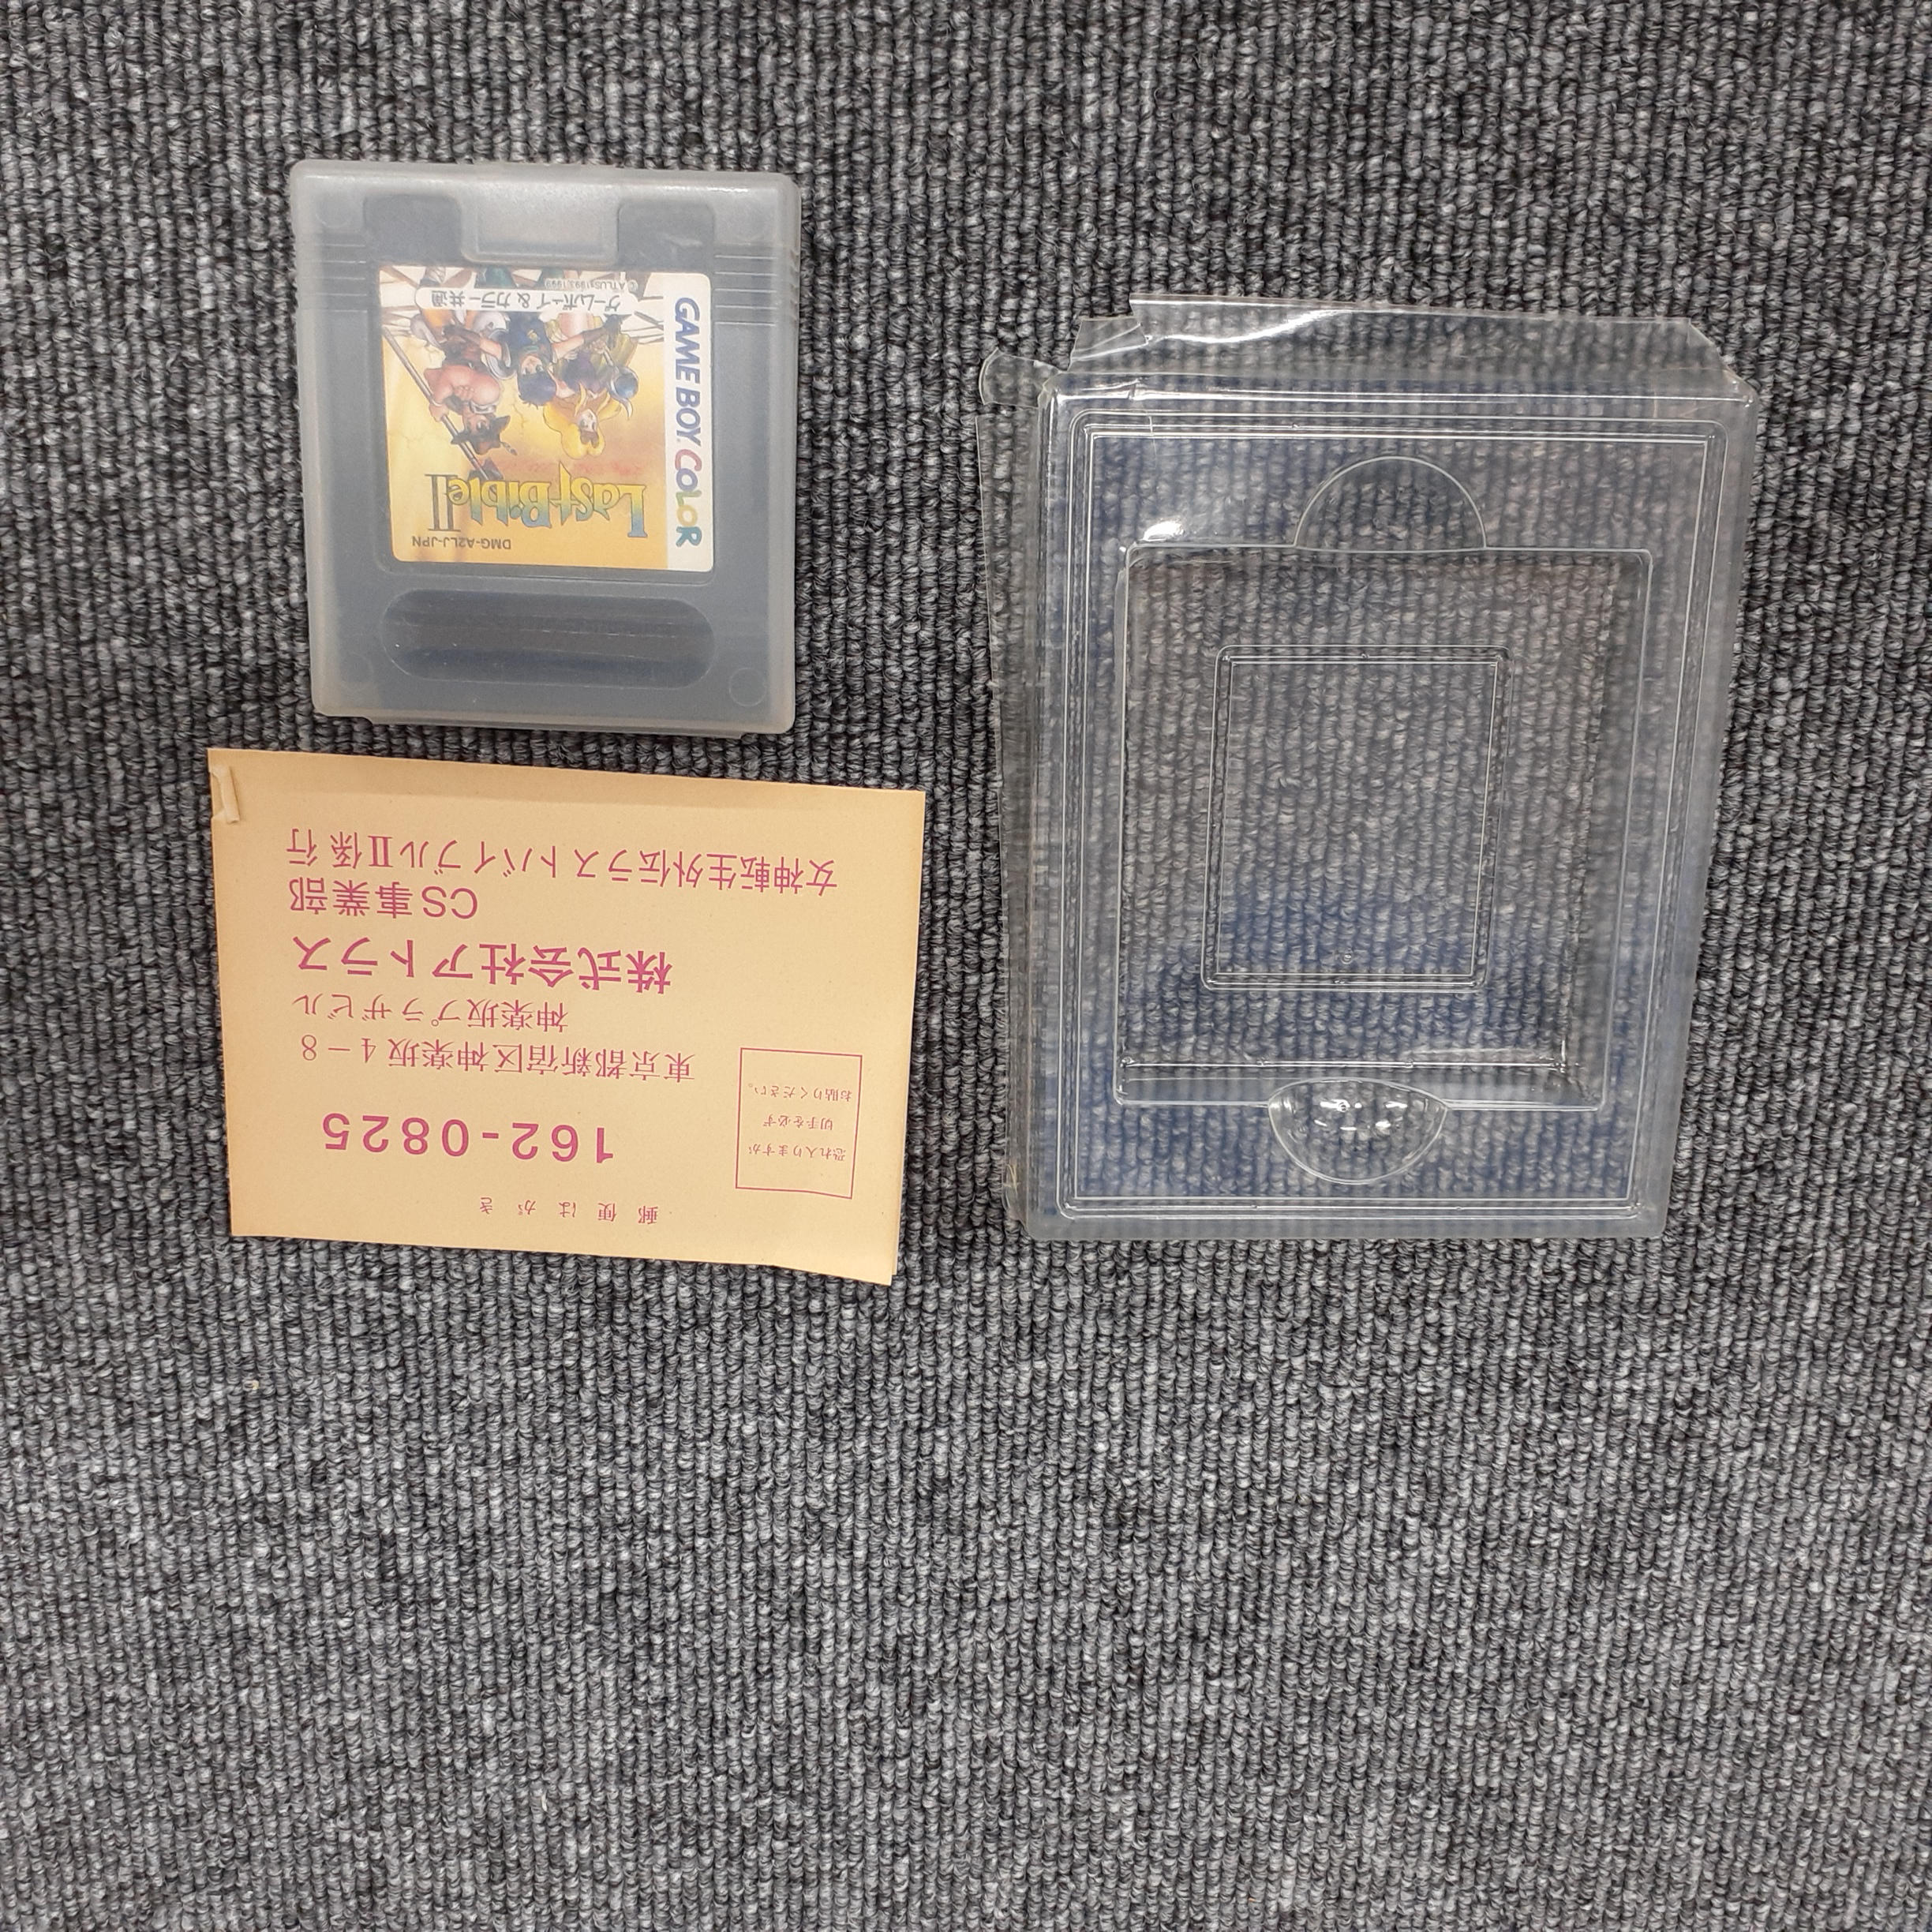 GAME BOY COLOR
DMG-A2LJ-JPN
Last Bible II
ゲームボーイ & カラー共通
© ATLUS 1993, 1999
郵便はがき
恐れ入りますが
切手を必ず
お貼りください。
162-0825
東京都新宿区神楽坂4-8
神楽坂プラザビル
株式会社アトラス
CS事業部
女神転生外伝ラストバイブルⅡ係 行